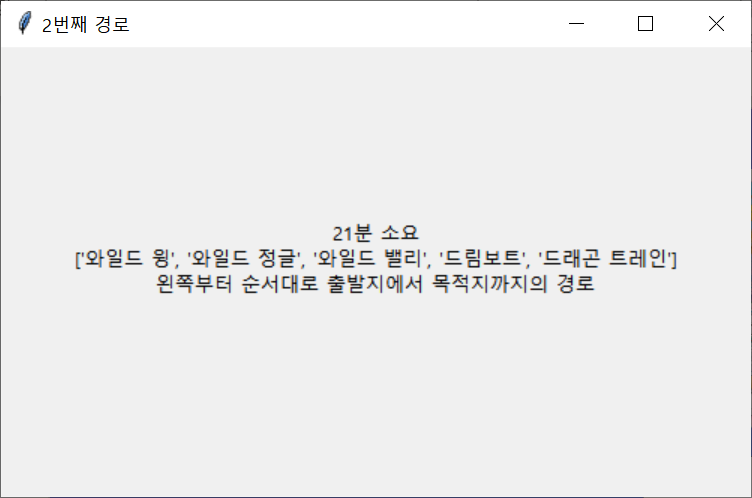 2번째 경로
21분 소요
['와일드 윙', '와일드 정글', '와일드 밸리', '드림보트', '드래곤 트레인']
왼쪽부터 순서대로 출발지에서 목적지까지의 경로